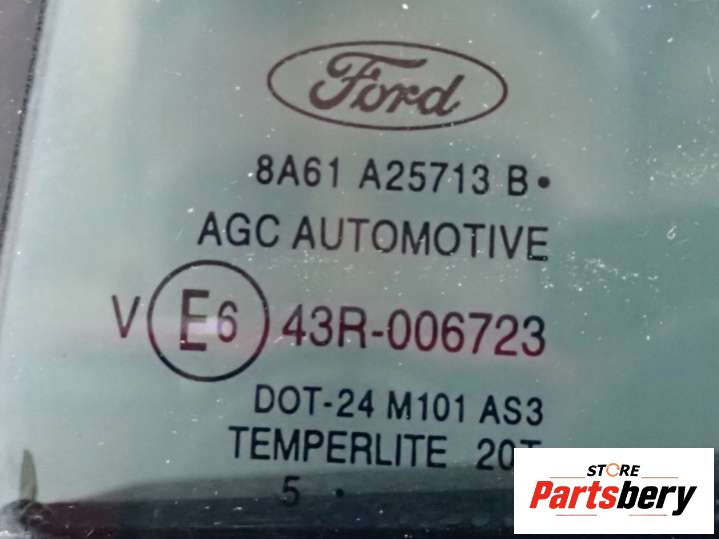 Ford
8A61 A25713 B•
AGC AUTOMOTIVE
V E6 43R-006723
DOT-24 M101 AS3
TEMPERLITE 20T
5 •
STORE
Partsbery